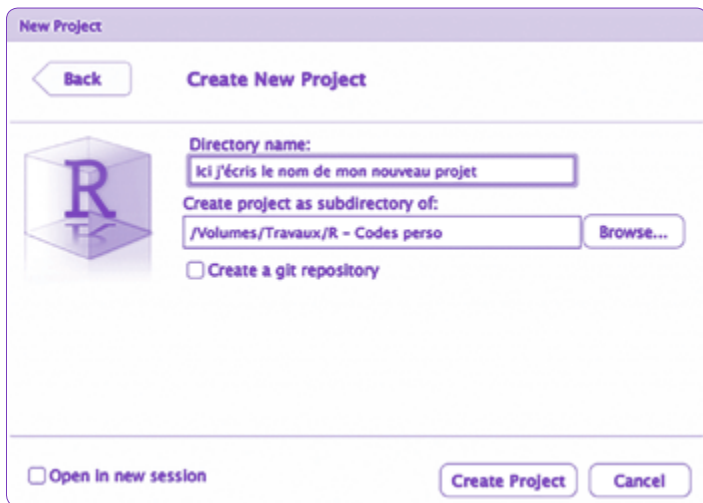 New Project
Back
Create New Project
R
Directory name:
Ici j'écris le nom de mon nouveau projet
Create project as subdirectory of:
/Volumes/Travaux/R - Codes perso
Browse...
Create a git repository
Open in new session
Create Project
Cancel